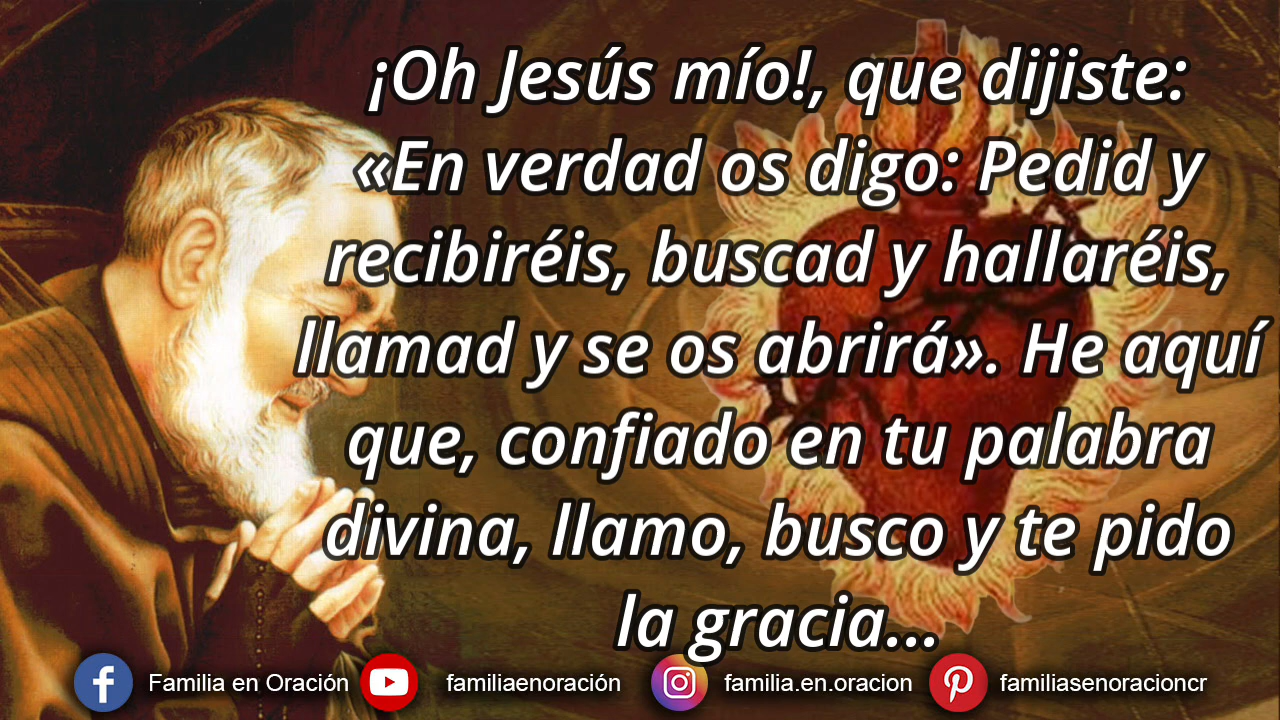 ¡Oh Jesús mío!, que dijiste:
«En verdad os digo: Pedid y
recibiréis, buscad y hallaréis,
llamad y se os abrirá». He aquí
que, confiado en tu palabra
divina, llamo, busco y te pido
la gracia...
Familia en Oración familiaenoración familia.en.oracion familiasenoracioncr